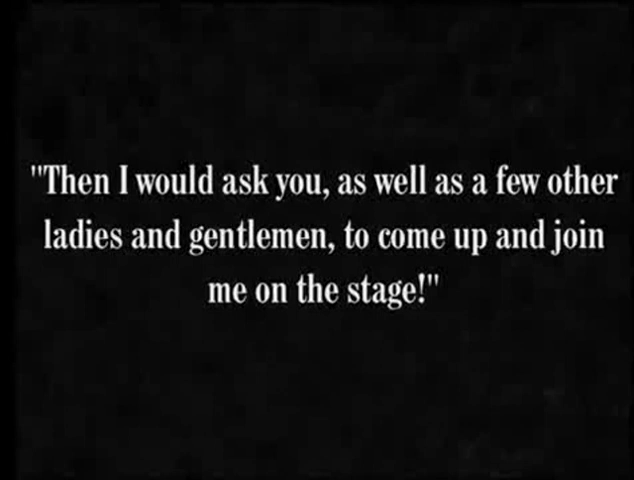 "Then I would ask you, as well as a few other
ladies and gentlemen, to come up and join
me on the stage!"